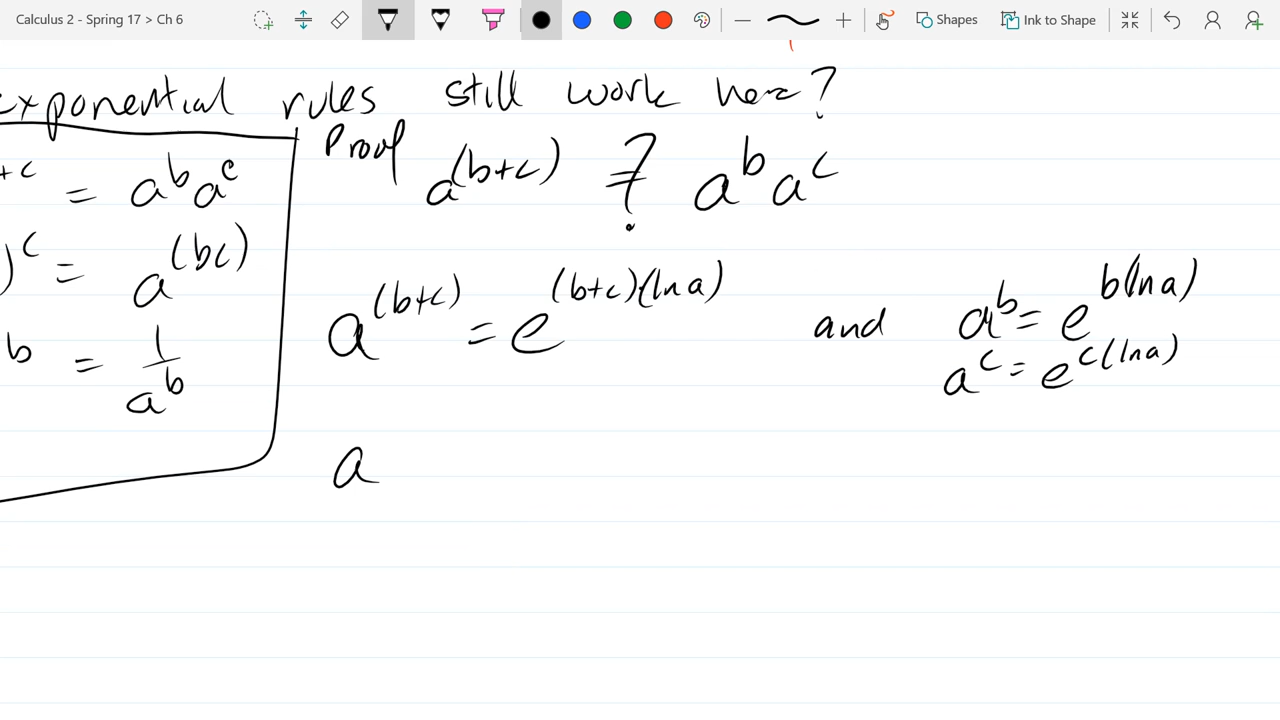 Calculus 2 - Spring 17 > Ch 6
Shapes
Ink to Shape
exponential rules still work here?
+c = a^b a^c
)^c = a^(bc)
b = 1/a^b
Proof a^(b+c) =? a^b a^c
a^(b+c) = e^(b+c)(ln a) and a^b = e^b(ln a)
a^c = e^c(ln a)
a